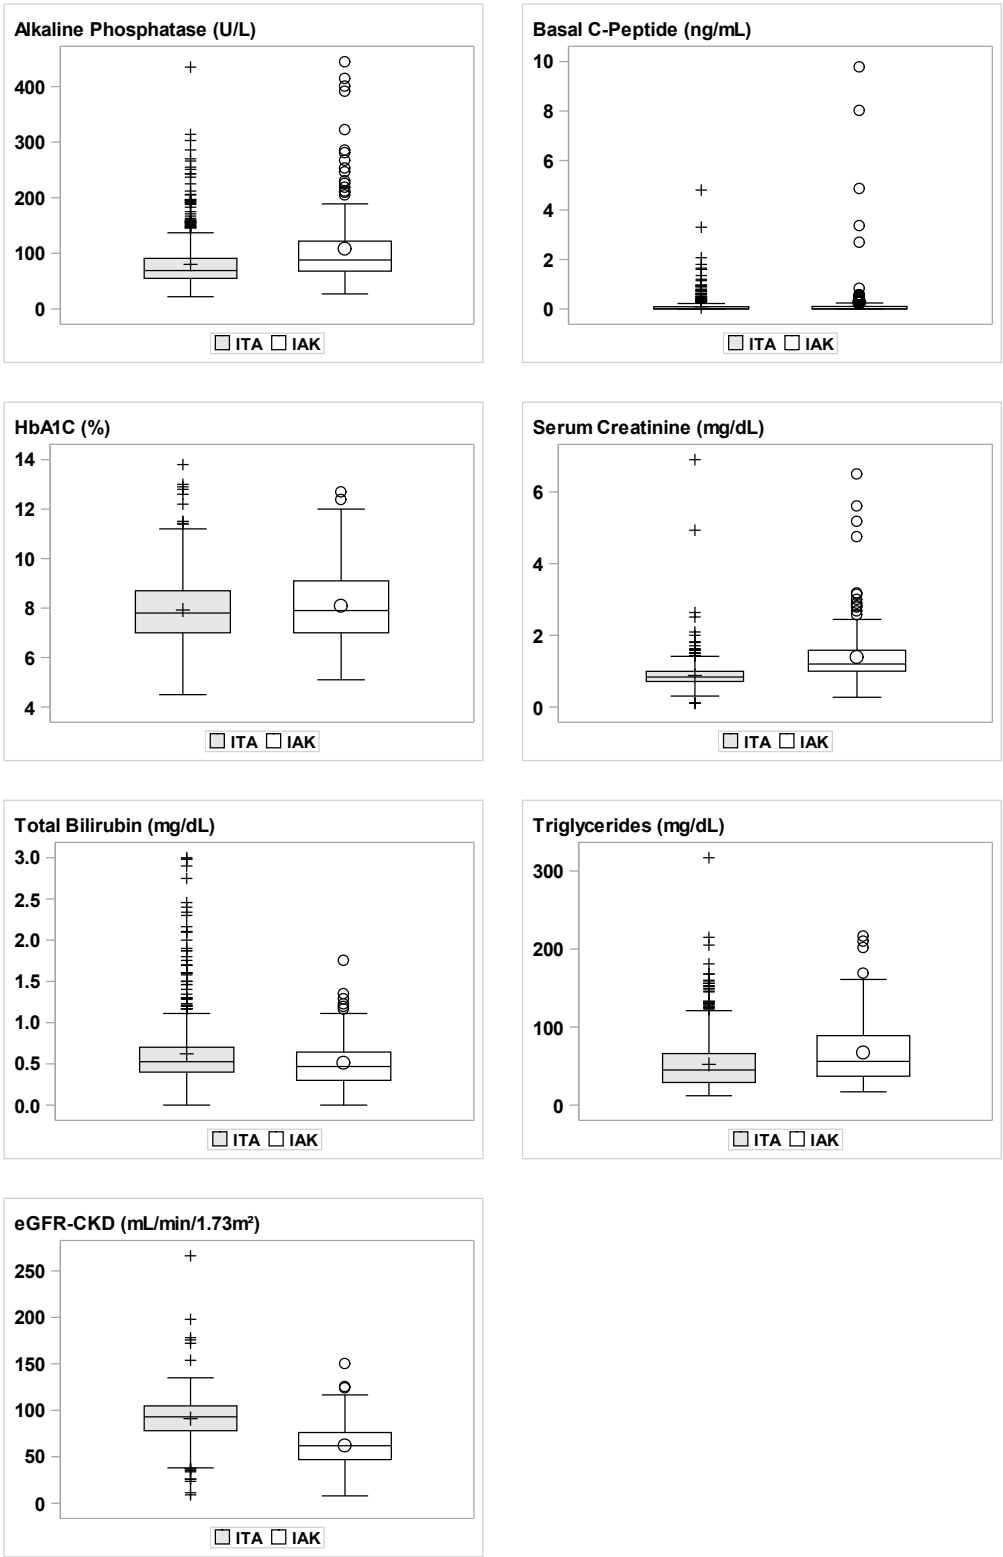 Alkaline Phosphatase (U/L)
400
300
200
100
0
ITA IAK
Basal C-Peptide (ng/mL)
10
8
6
4
2
0
ITA IAK
HbA1C (%)
14
12
10
8
6
4
ITA IAK
Serum Creatinine (mg/dL)
6
4
2
0
ITA IAK
Total Bilirubin (mg/dL)
3.0
2.5
2.0
1.5
1.0
0.5
0.0
ITA IAK
Triglycerides (mg/dL)
300
200
100
0
ITA IAK
eGFR-CKD (mL/min/1.73m²)
250
200
150
100
50
0
ITA IAK